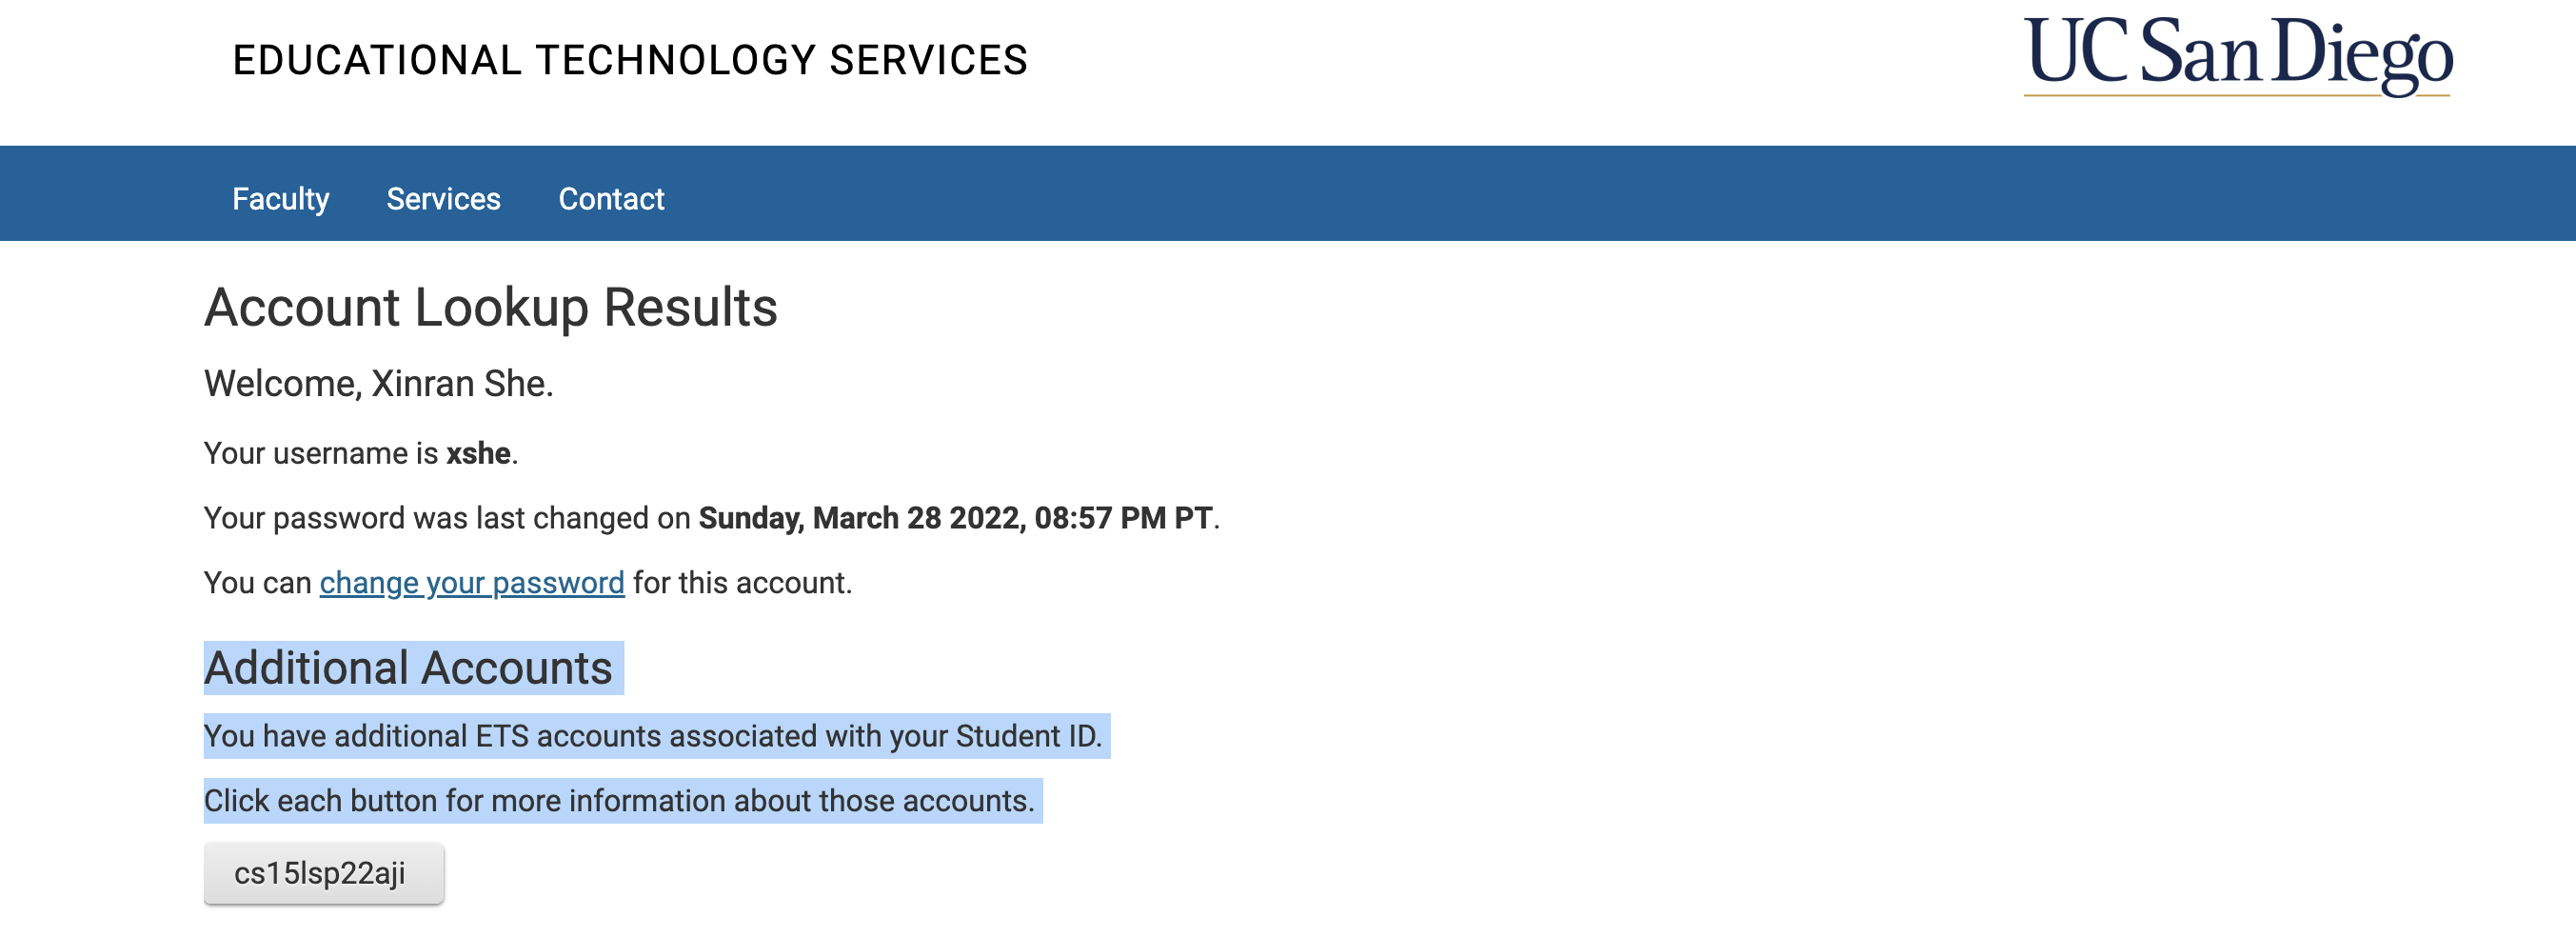 EDUCATIONAL TECHNOLOGY SERVICES
UC San Diego
Faculty Services Contact
Account Lookup Results
Welcome, Xinran She.
Your username is xshe.
Your password was last changed on Sunday, March 28 2022, 08:57 PM PT.
You can change your password for this account.
Additional Accounts
You have additional ETS accounts associated with your Student ID.
Click each button for more information about those accounts.
cs15lsp22aji